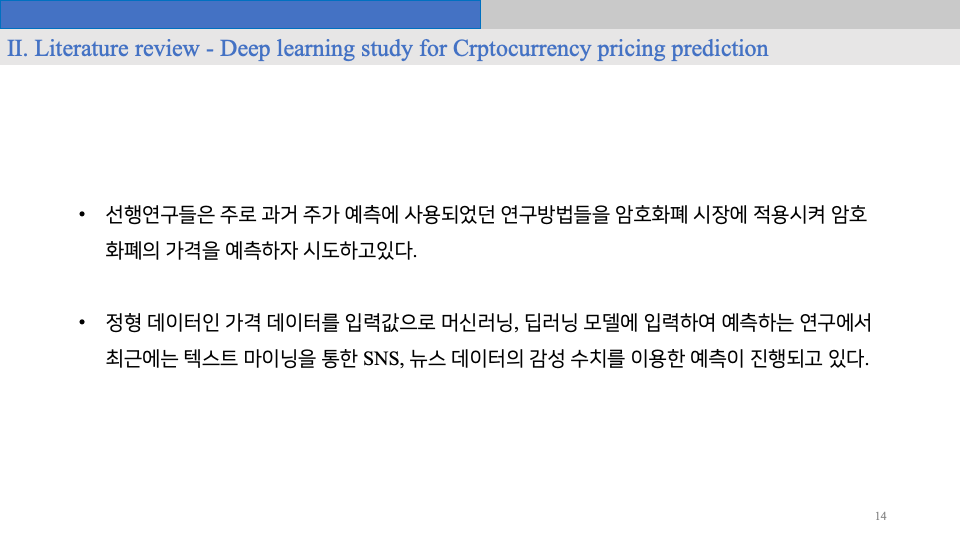 II. Literature review - Deep learning study for Crptocurrency pricing prediction
• 선행연구들은 주로 과거 주가 예측에 사용되었던 연구방법들을 암호화폐 시장에 적용시켜 암호
화폐의 가격을 예측하자 시도하고있다.
• 정형 데이터인 가격 데이터를 입력값으로 머신러닝, 딥러닝 모델에 입력하여 예측하는 연구에서
최근에는 텍스트 마이닝을 통한 SNS, 뉴스 데이터의 감성 수치를 이용한 예측이 진행되고 있다.
14